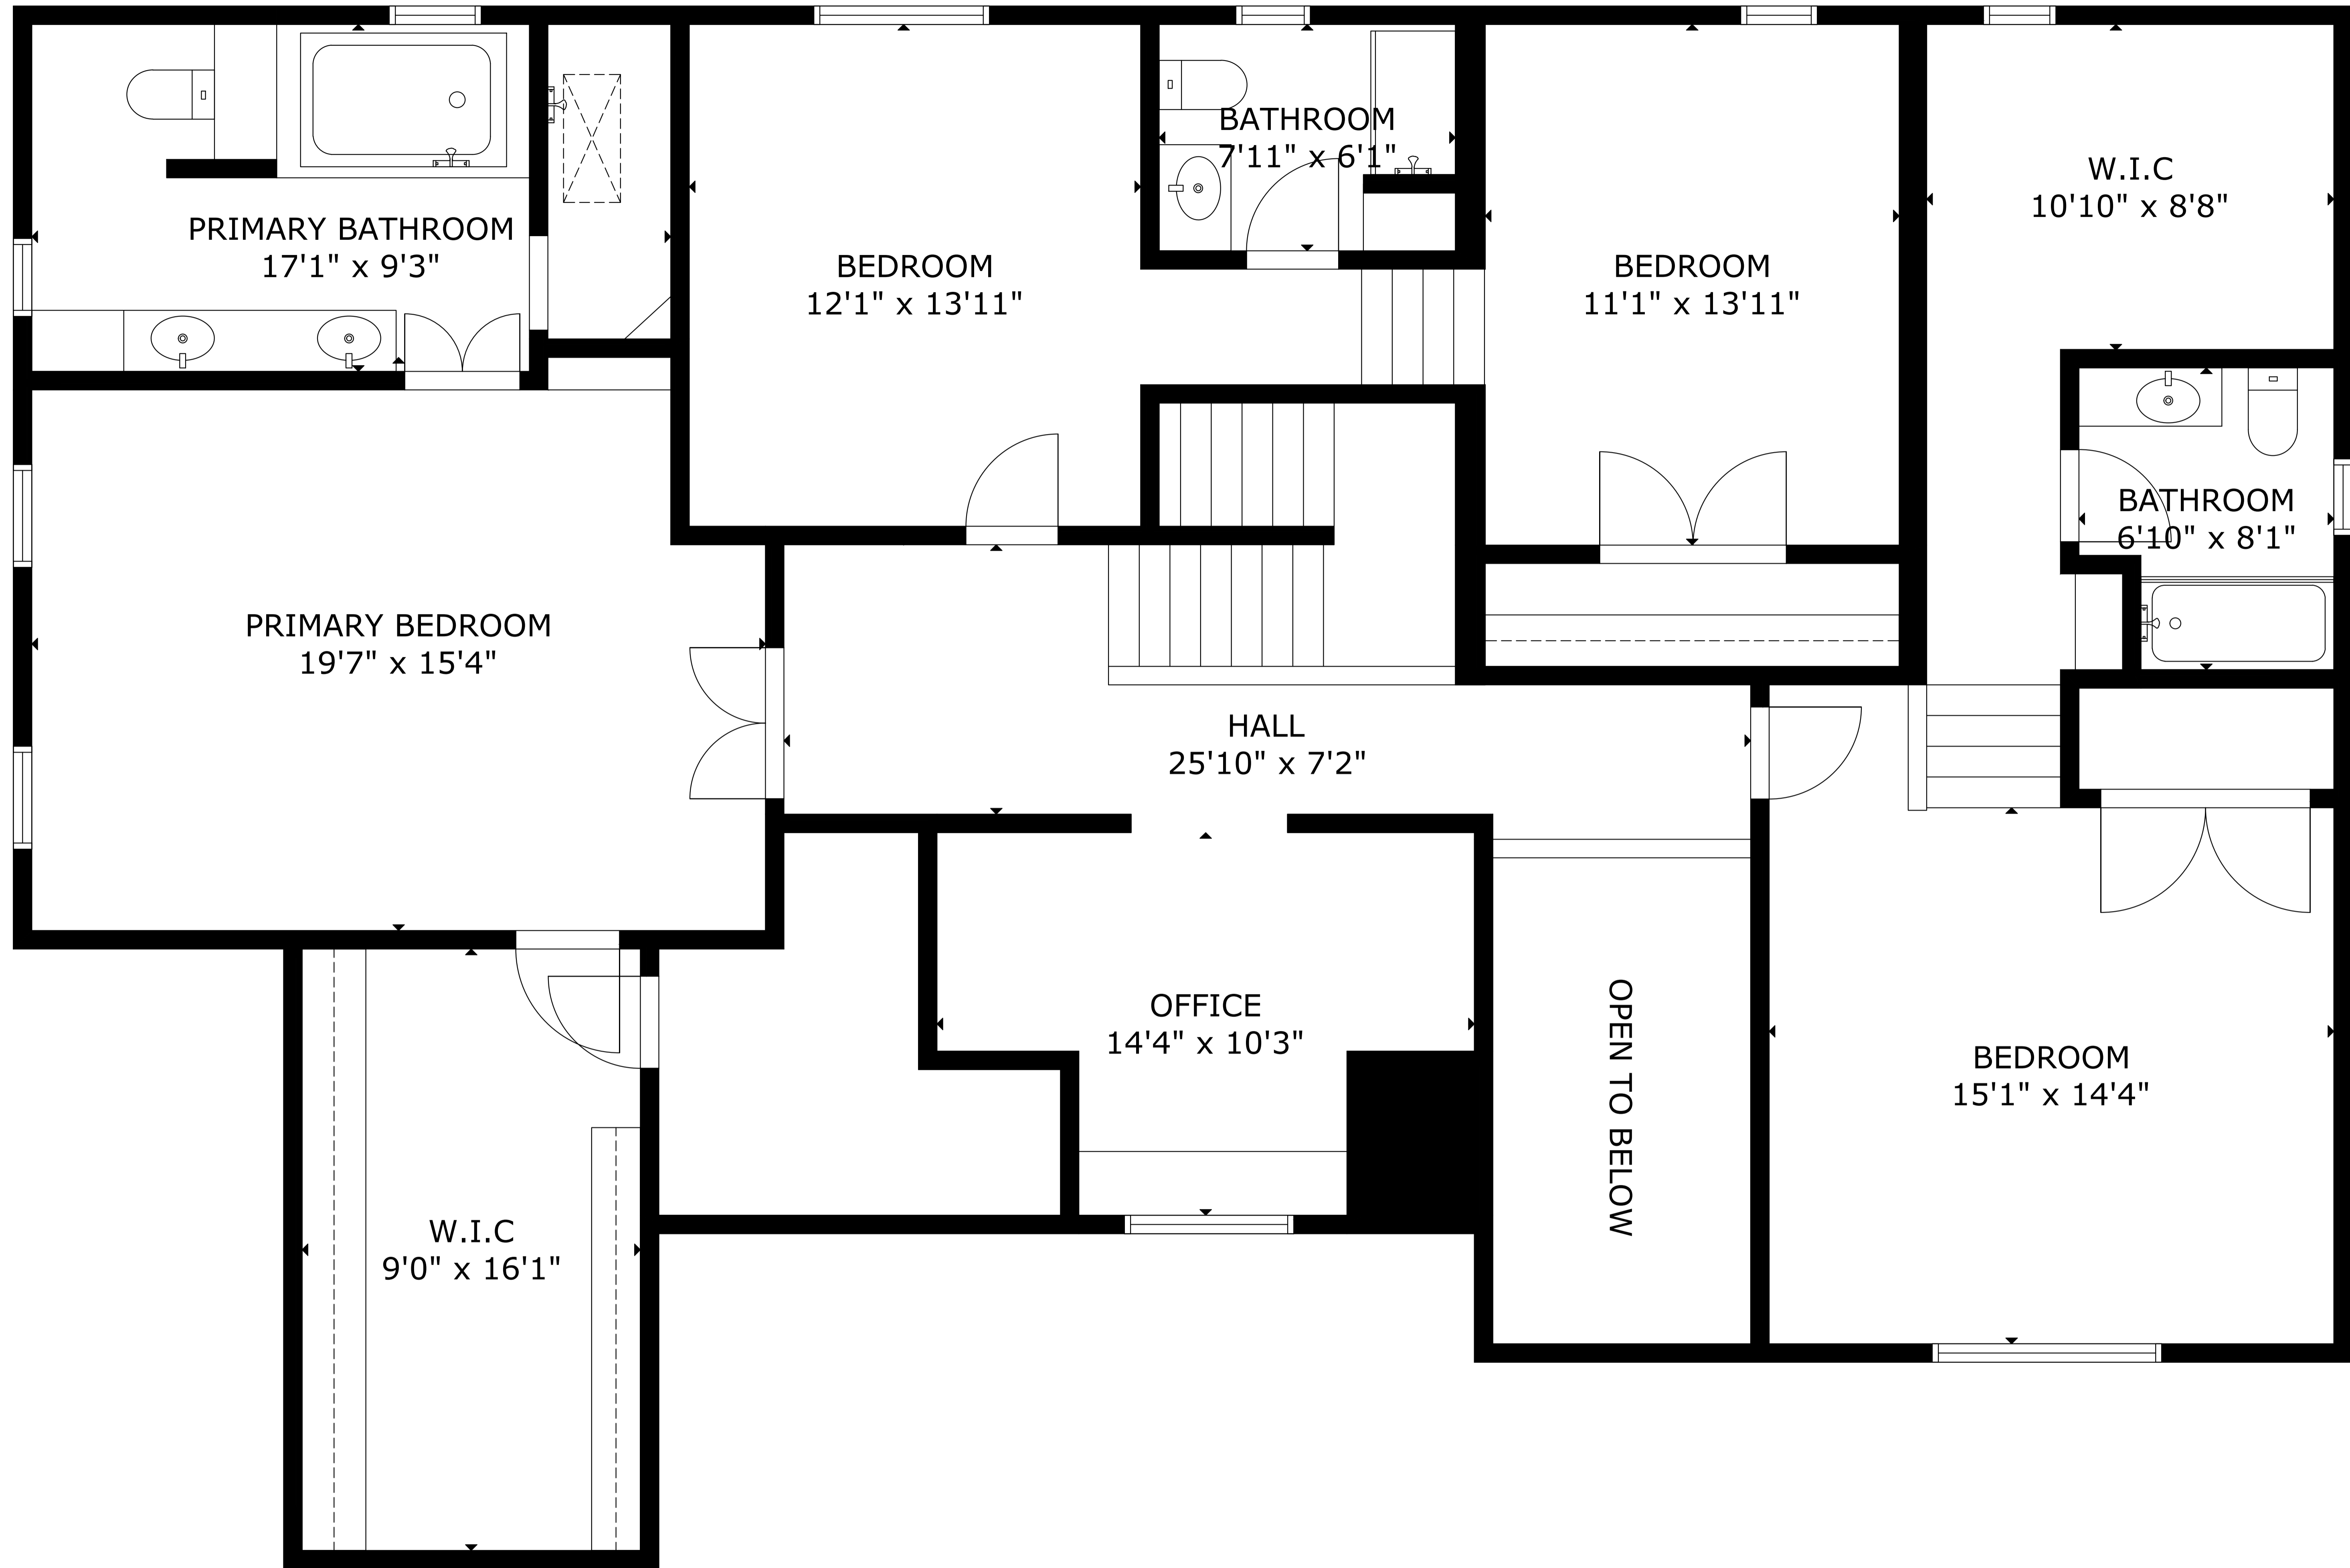 BATHROOM
7'11" x 6'1"
W.I.C
10'10" x 8'8"
PRIMARY BATHROOM
17'1" x 9'3"
BEDROOM
12'1" x 13'11"
BEDROOM
11'1" x 13'11"
BATHROOM
6'10" x 8'1"
PRIMARY BEDROOM
19'7" x 15'4"
HALL
25'10" x 7'2"
OFFICE
14'4" x 10'3"
OPEN TO BELOW
BEDROOM
15'1" x 14'4"
W.I.C
9'0" x 16'1"